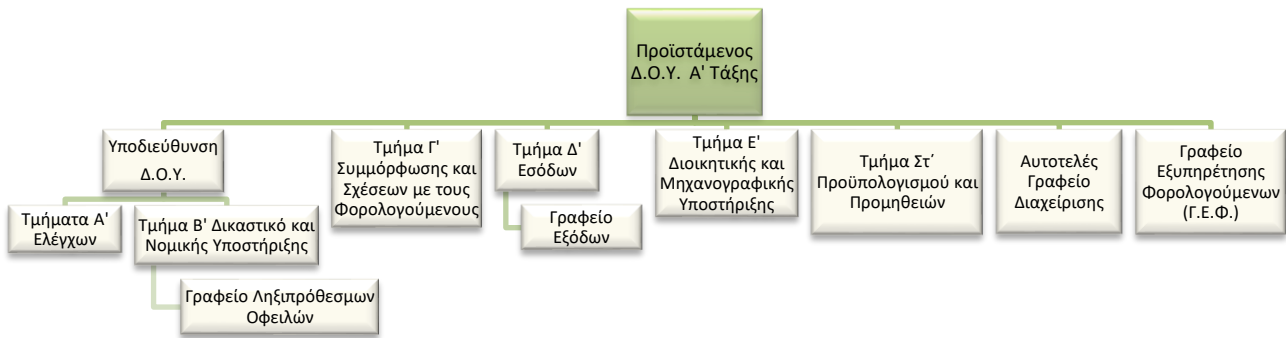 Προϊστάμενος
Δ.Ο.Υ. Α' Τάξης
Υποδιεύθυνση
Δ.Ο.Υ.
Τμήματα Α'
Ελέγχων
Τμήμα Β' Δικαστικό και
Νομικής Υποστήριξης
Γραφείο Ληξιπρόθεσμων
Οφειλών
Τμήμα Γ'
Συμμόρφωσης και
Σχέσεων με τους
Φορολογούμενους
Τμήμα Δ'
Εσόδων
Γραφείο
Εξόδων
Τμήμα Ε'
Διοικητικής και
Μηχανογραφικής
Υποστήριξης
Τμήμα Στ΄
Προϋπολογισμού και
Προμηθειών
Αυτοτελές
Γραφείο
Διαχείρισης
Γραφείο
Εξυπηρέτησης
Φορολογούμενων
(Γ.Ε.Φ.)